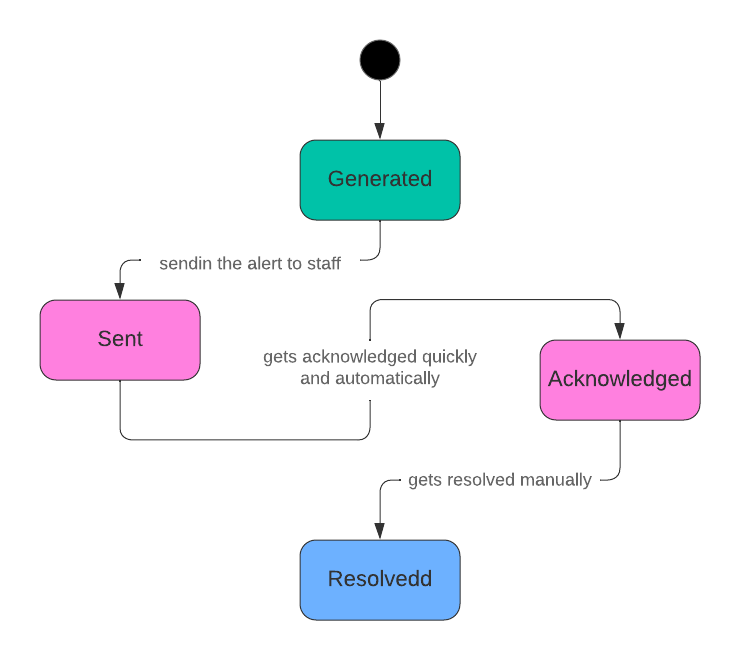 Generated
sendin the alert to staff
Sent
gets acknowledged quickly
and automatically
Acknowledged
gets resolved manually
Resolvedd